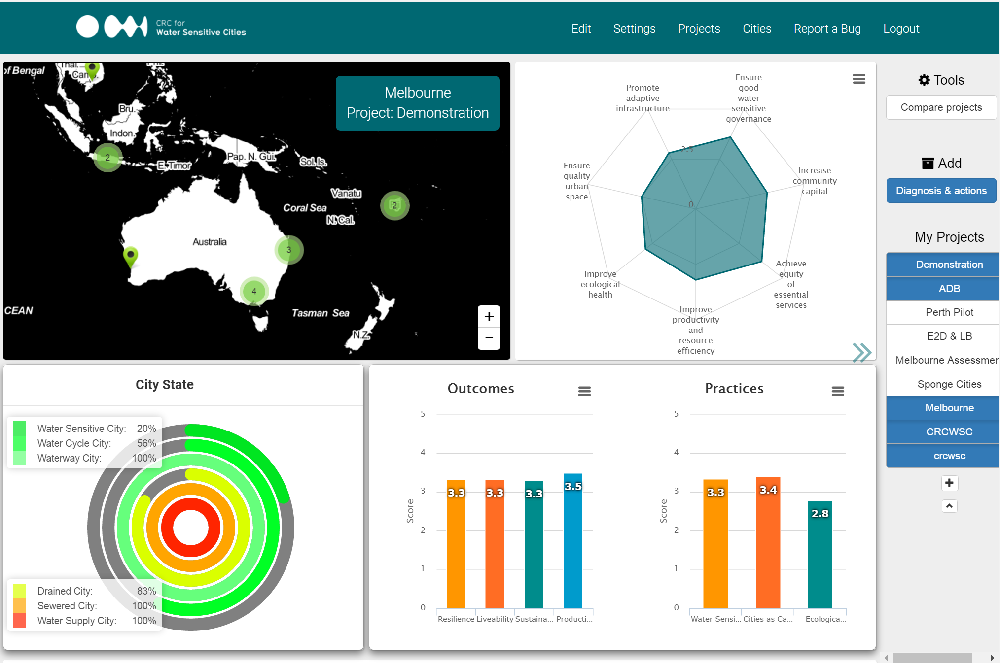 CRC for
Water Sensitive Cities
Edit
Settings
Projects
Cities
Report a Bug
Logout
of Bengal
Thai.
Cam
Bru.
Indon.
2
E. Timor
Pap. N. Gui.
Sol. Is.
Vanatu
Coral Sea
N. Cal.
2
Australia
3
4
CEAN
Tasman Sea
N.Z.
Melbourne
Project: Demonstration
+
−
Promote
adaptive
infrastructure
Ensure
good
water
sensitive
governance
2.5
0
Ensure
quality
urban
space
Increase
community
capital
Improve
ecological
health
Achieve
equity
of
essential
services
Improve
productivity
and
resource
efficiency
Tools
Compare projects
Add
Diagnosis & actions
My Projects
Demonstration
ADB
Perth Pilot
E2D & LB
Melbourne Assessmer
Sponge Cities
Melbourne
CRCWSC
crcwsc
City State
Water Sensitive City: 20%
Water Cycle City: 56%
Waterway City: 100%
Drained City: 83%
Sewered City: 100%
Water Supply City: 100%
Outcomes
5
4
3
2
1
0
Score
3.3
3.3
3.3
3.5
Resilience Liveability Sustaina... Producti...
Practices
5
4
3
2
1
0
Score
3.3
3.4
2.8
Water Sensi... Cities as Ca... Ecologica...